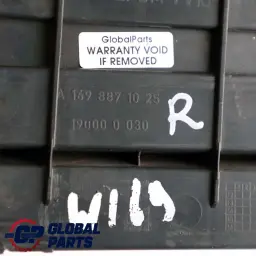 GlobalParts
WARRANTY VOID
IF REMOVED
A 169 887 10 25
R
19000 0 030
W169
GLOBAL
PARTS